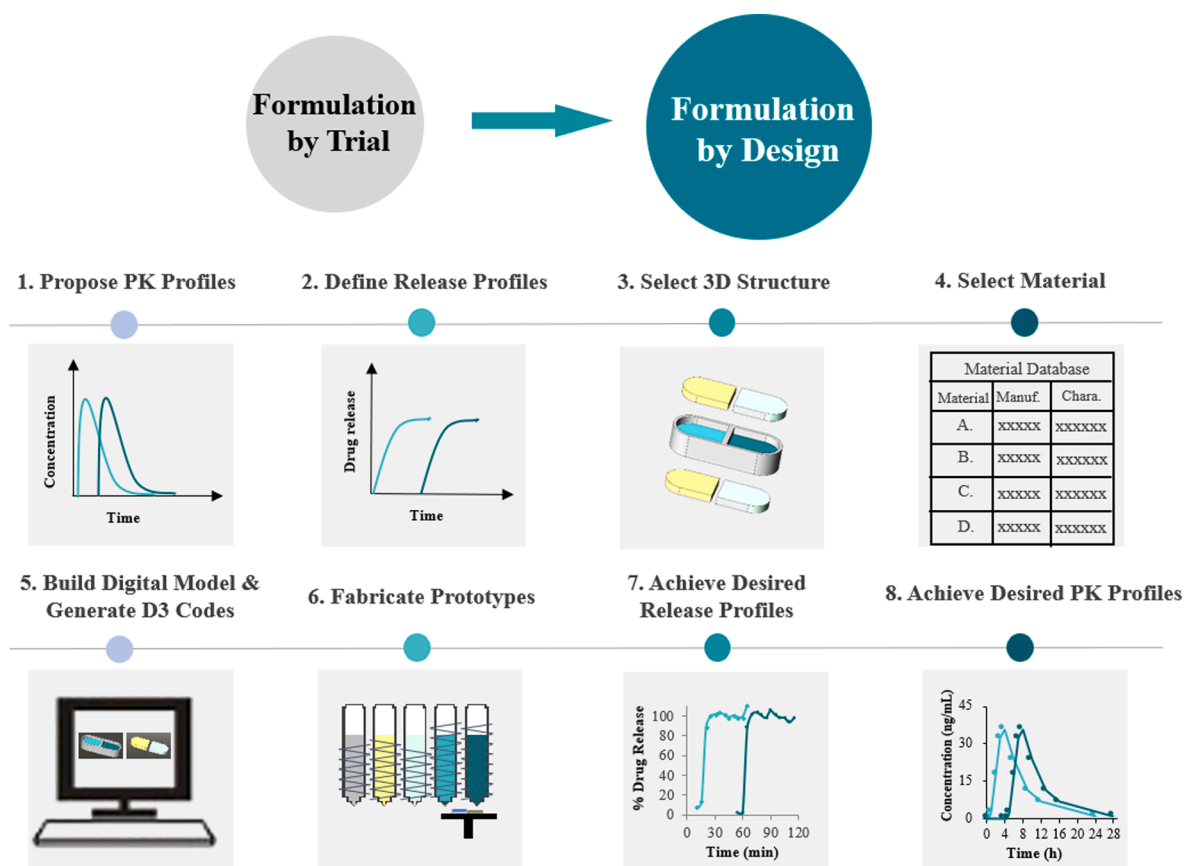 Formulation
by Trial
Formulation
by Design
1. Propose PK Profiles
2. Define Release Profiles
3. Select 3D Structure
4. Select Material
Concentration
Time
Drug release
Time
Material Database
Material Manuf. Chara.
A. xxxxx xxxxxx
B. xxxxx xxxxxx
C. xxxxx xxxxxx
D. xxxxx xxxxxx
5. Build Digital Model &
Generate D3 Codes
6. Fabricate Prototypes
7. Achieve Desired
Release Profiles
8. Achieve Desired PK Profiles
% Drug Release
100
80
60
40
20
0
0 30 60 90 120
Time (min)
Concentration (ng/mL)
45
30
15
0
0 4 8 12 16 20 24 28
Time (h)